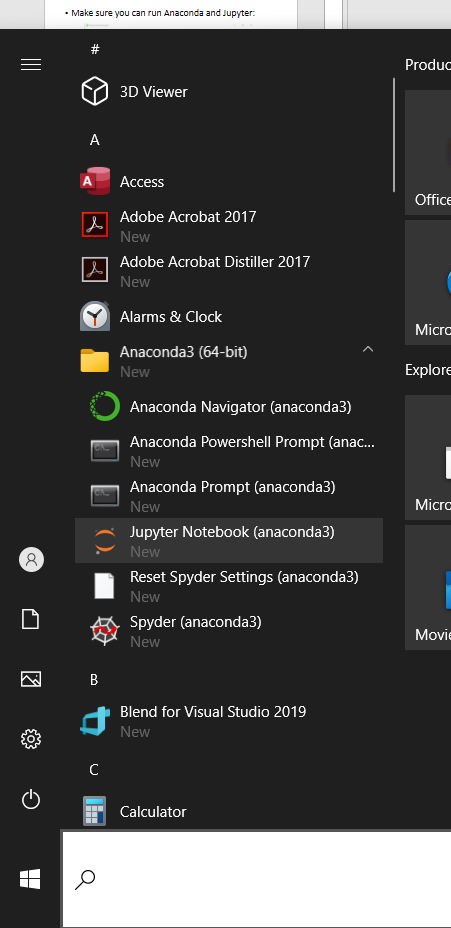 • Make sure you can run Anaconda and Jupyter:
#
3D Viewer
A
Access
Adobe Acrobat 2017
New
Adobe Acrobat Distiller 2017
New
Alarms & Clock
Anaconda3 (64-bit)
New
Anaconda Navigator (anaconda3)
Anaconda Powershell Prompt (anac...
New
Anaconda Prompt (anaconda3)
New
Jupyter Notebook (anaconda3)
New
Reset Spyder Settings (anaconda3)
New
Spyder (anaconda3)
New
B
Blend for Visual Studio 2019
New
C
Calculator
Produc
Office
Micro
Explore
Micro
Movie